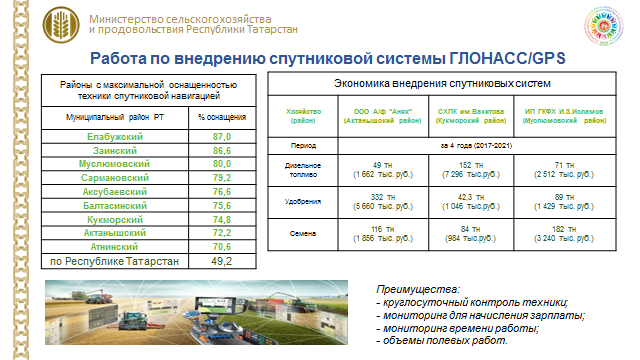 Министерство сельского хозяйства
и продовольствия Республики Татарстан
Работа по внедрению спутниковой системы ГЛОНАСС/GPS
Районы с максимальной оснащенностью
техники спутниковой навигацией
Муниципальный район РТ % оснащения
Елабужский 87,0
Заинский 86,6
Муслюмовский 80,0
Сармановский 79,2
Аксубаевский 76,6
Балтасинский 75,6
Кукморский 74,8
Актанышский 72,2
Атнинский 70,6
по Республике Татарстан 49,2
Экономика внедрения спутниковых систем
Хозяйство ООО А/ф "Аняк" СХПК им.Вахитова ИП ГКФХ И.З.Исламов
(район) (Актанышский район) (Кукморский район) (Муслюмовский район)
Период за 4 года (2017-2021)
Дизельное 49 тн 152 тн 71 тн
топливо (1 662 тыс.руб.) (7 296 тыс.руб.) (2 512 тыс.руб.)
Удобрения 332 тн 42,3 тн 89 тн
(5 660 тыс.руб.) (1 046 тыс.руб.) (1 429 тыс.руб.)
Семена 116 тн 84 тн 182 тн
(1 856 тыс.руб.) (984 тыс.руб.) (3 240 тыс.руб.)
Преимущества:
- круглосуточный контроль техники;
- мониторинг для начисления зарплаты;
- мониторинг времени работы;
- объемы полевых работ.